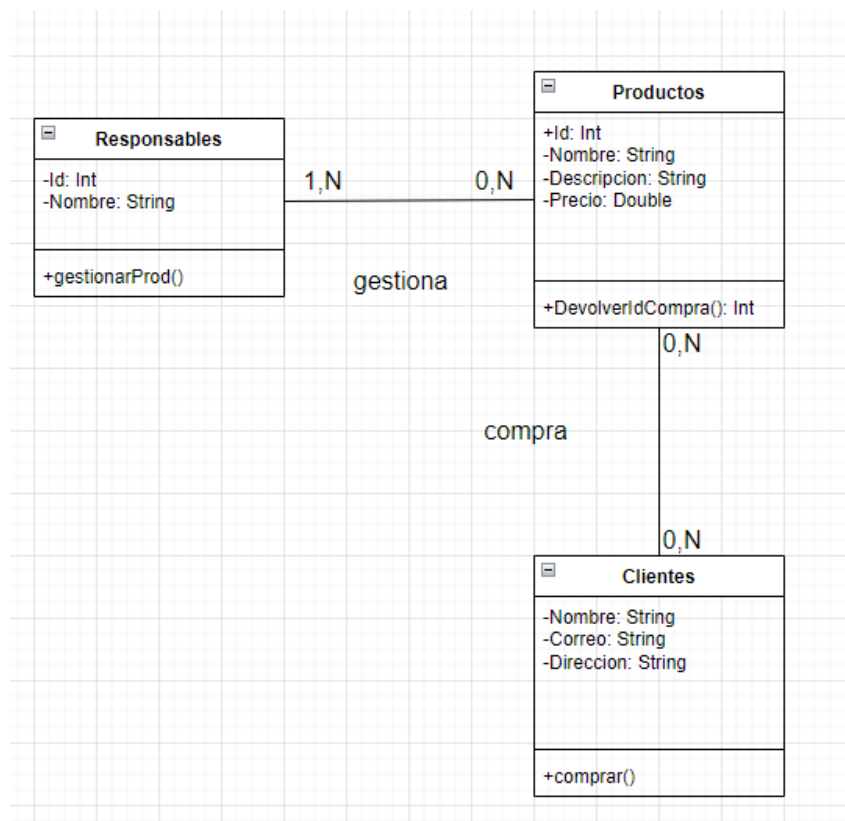 Responsables
-Id: Int
-Nombre: String
+gestionarProd()
1,N
0,N
gestiona
Productos
+Id: Int
-Nombre: String
-Descripcion: String
-Precio: Double
+DevolverIdCompra(): Int
0,N
compra
0,N
Clientes
-Nombre: String
-Correo: String
-Direccion: String
+comprar()